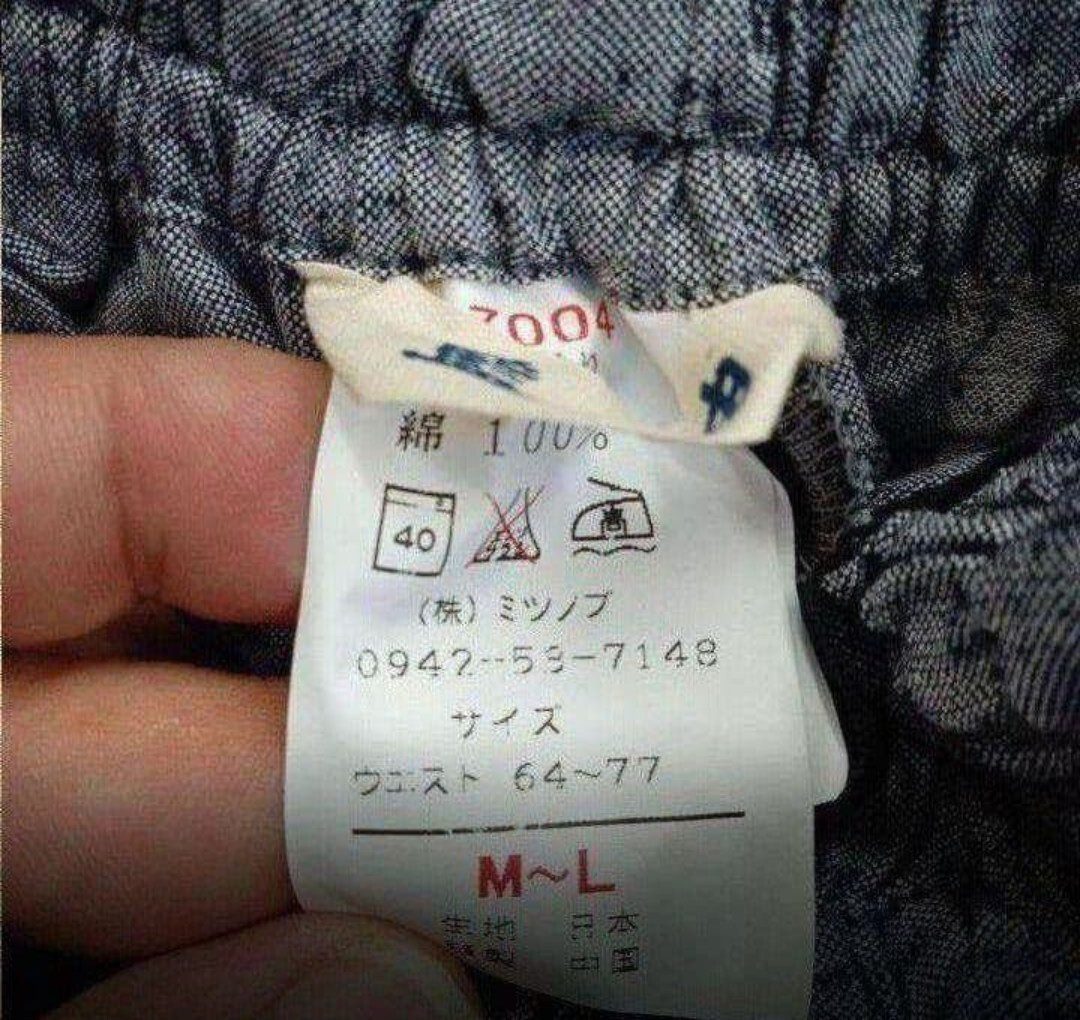 7004
綿 100%
40
高
(株)ミツノブ
0942-53-7148
サイズ
ウエスト 64~77
M~L
生地 日本
縫製 中国